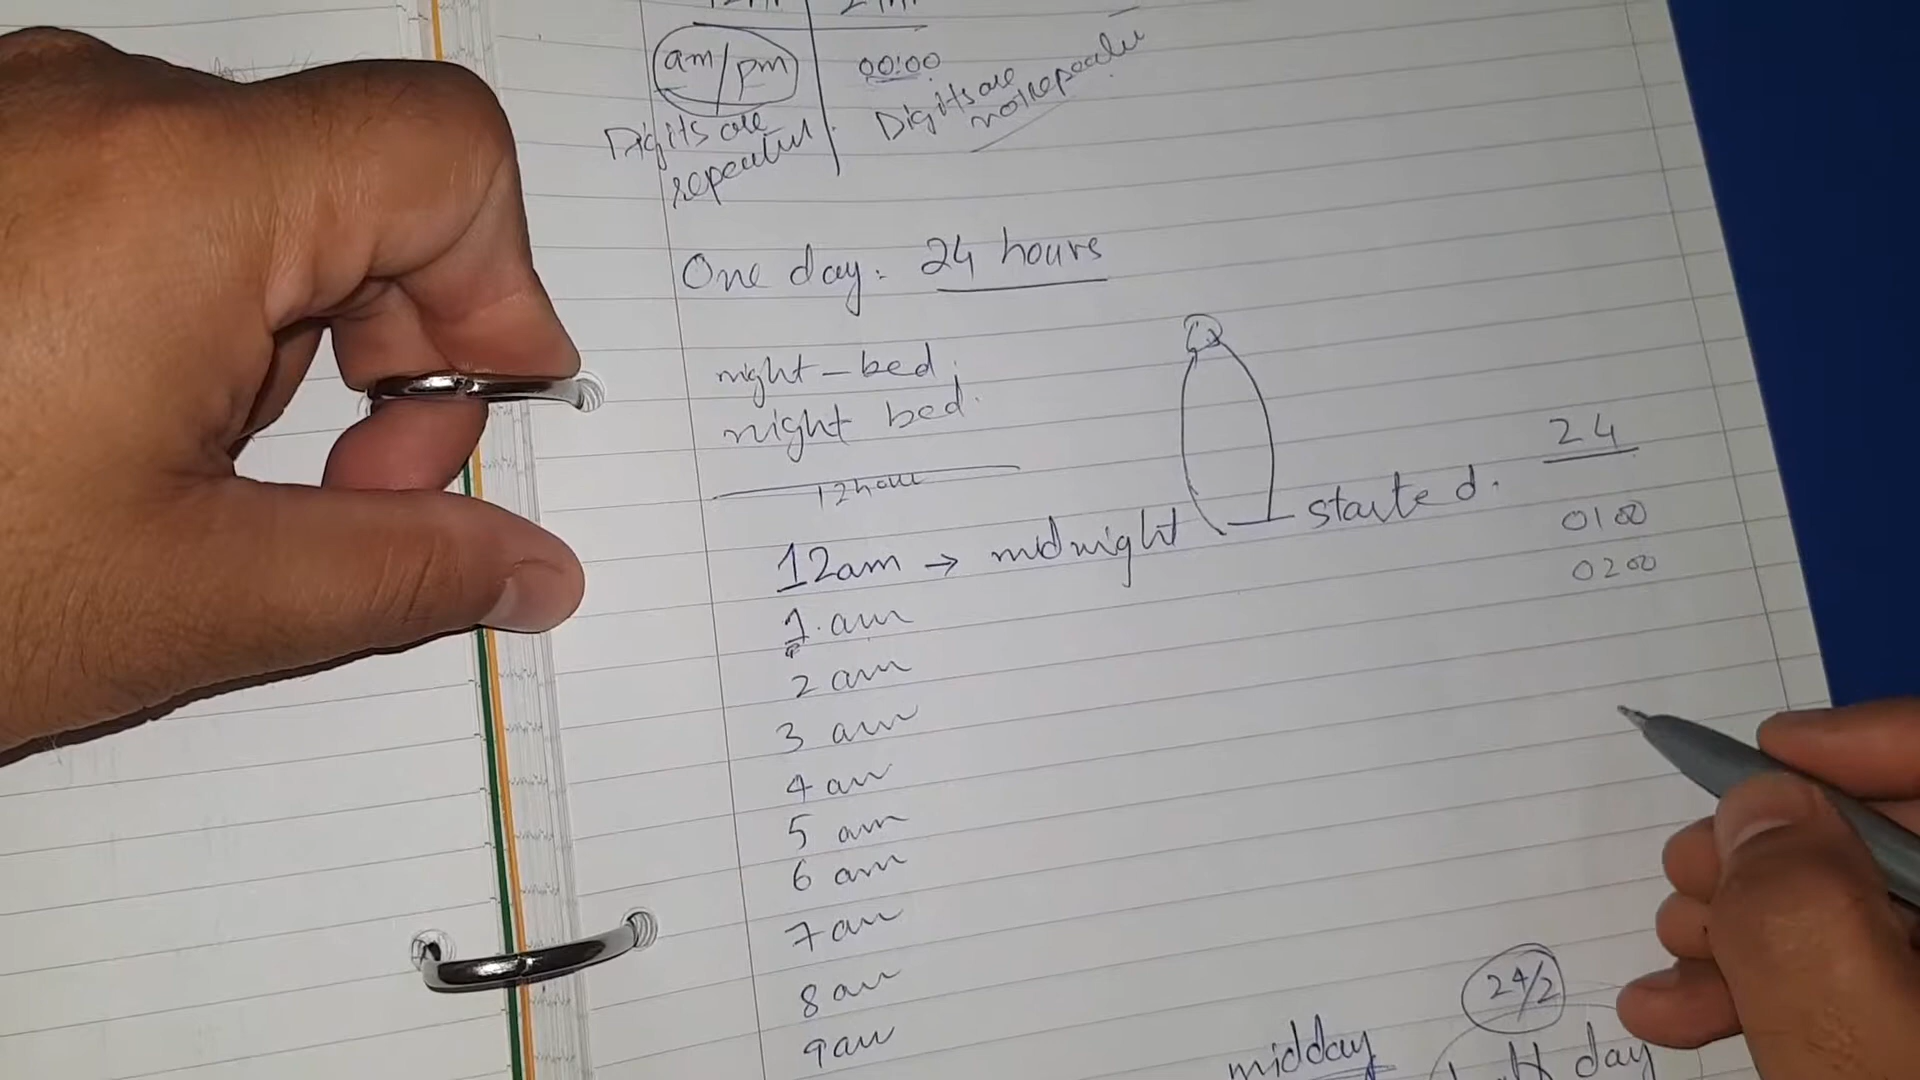 am/pm 00:00
Digits are
repeated. Digits are
not repeated
One day: 24 hours
night-bed.
night bed.
12hour
24
12am → midnight started. 0100
1.am 0200
2 am
3 am
4 am
5 am
6 am
7 am
8 am
9 am
24/2
midday day